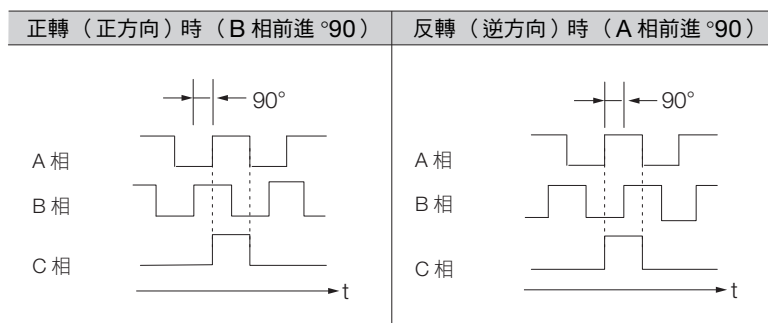 正轉（正方向）時（B 相前進 °90）
反轉（逆方向）時（A 相前進 °90）
90°
A 相
B 相
C 相
t
90°
A 相
B 相
C 相
t